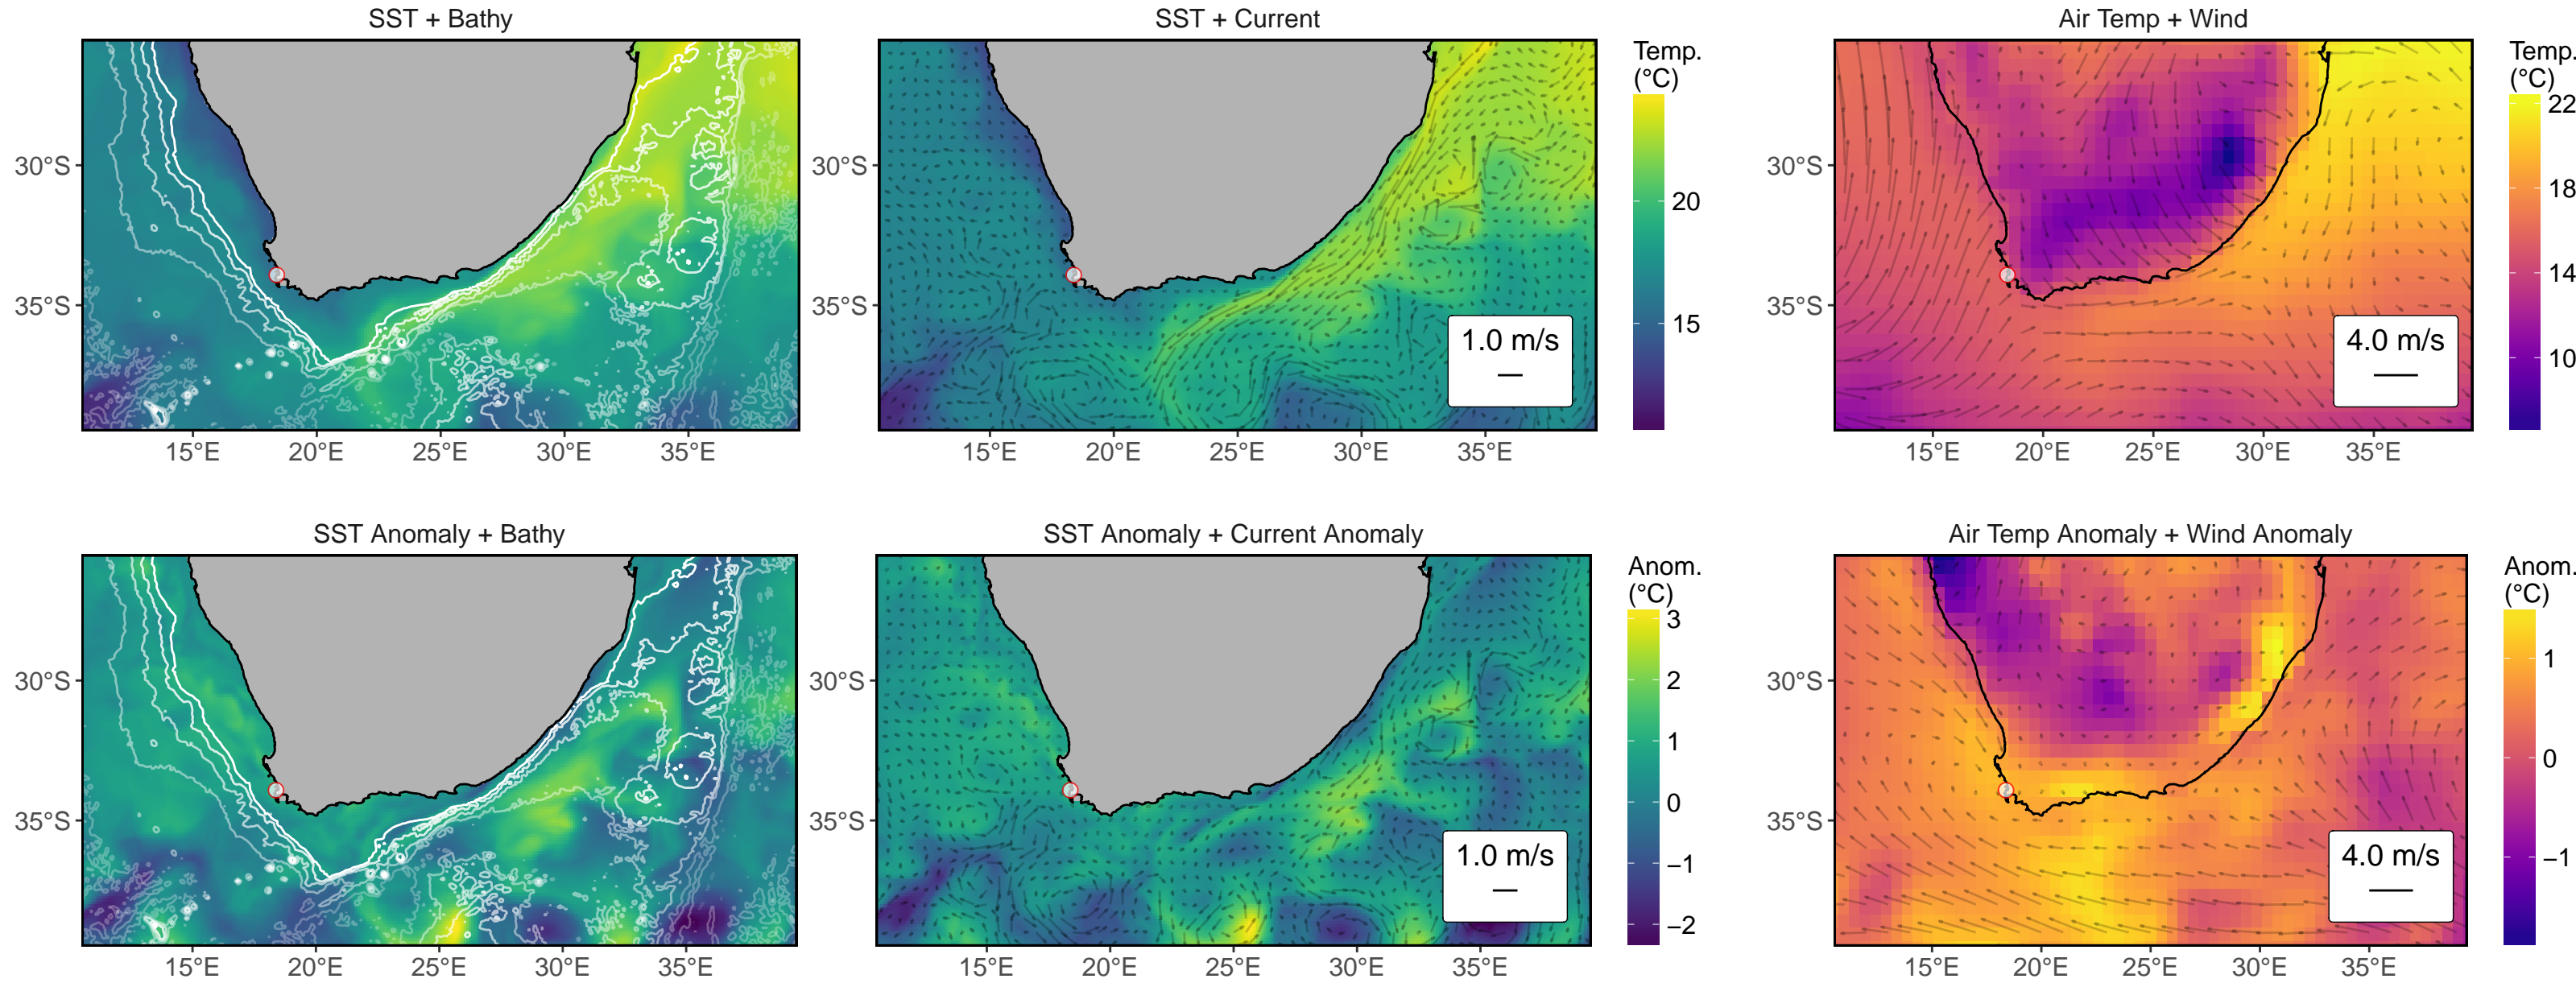 SST + Bathy
SST + Current
Air Temp + Wind
30°S
35°S
15°E 20°E 25°E 30°E 35°E
30°S
35°S
15°E 20°E 25°E 30°E 35°E
1.0 m/s
Temp.
(°C)
20
15
30°S
35°S
15°E 20°E 25°E 30°E 35°E
4.0 m/s
Temp.
(°C)
22
18
14
10
SST Anomaly + Bathy
SST Anomaly + Current Anomaly
Air Temp Anomaly + Wind Anomaly
30°S
35°S
15°E 20°E 25°E 30°E 35°E
30°S
35°S
15°E 20°E 25°E 30°E 35°E
1.0 m/s
Anom.
(°C)
3
2
1
0
−1
−2
30°S
35°S
15°E 20°E 25°E 30°E 35°E
4.0 m/s
Anom.
(°C)
1
0
−1